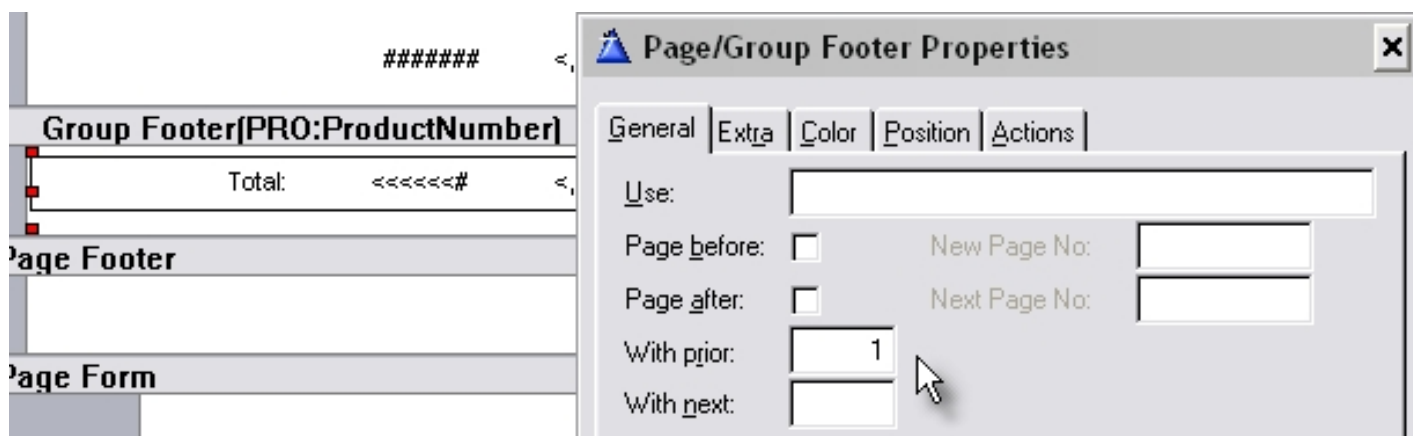 ####### <,
Group Footer(PRO:ProductNumber)
Total: <<<<<<# <,
Page Footer
Page Form
Page/Group Footer Properties
General Extra Color Position Actions
Use:
Page before: New Page No:
Page after: Next Page No:
With prior: 1
With next: